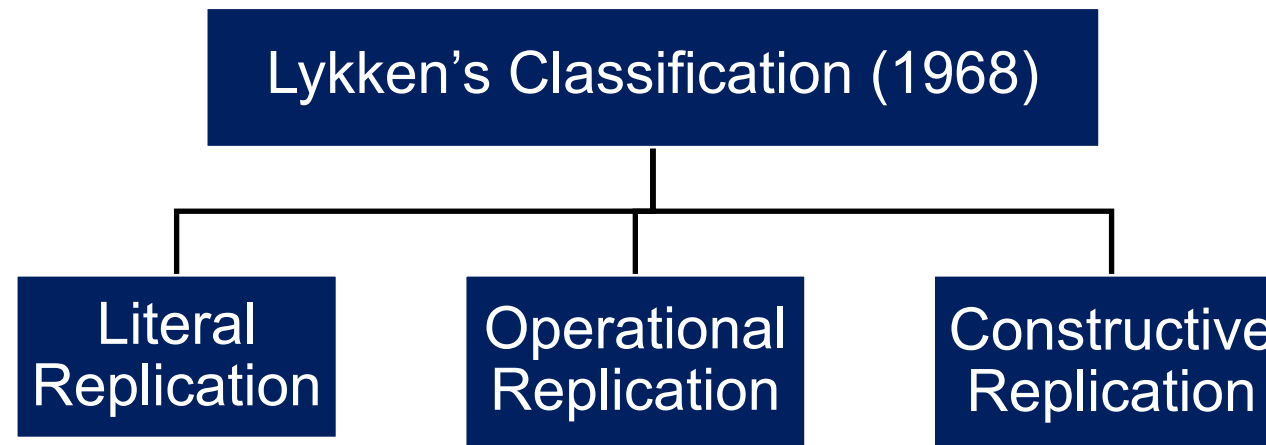 Lykken’s Classification (1968)
Literal
Replication
Operational
Replication
Constructive
Replication